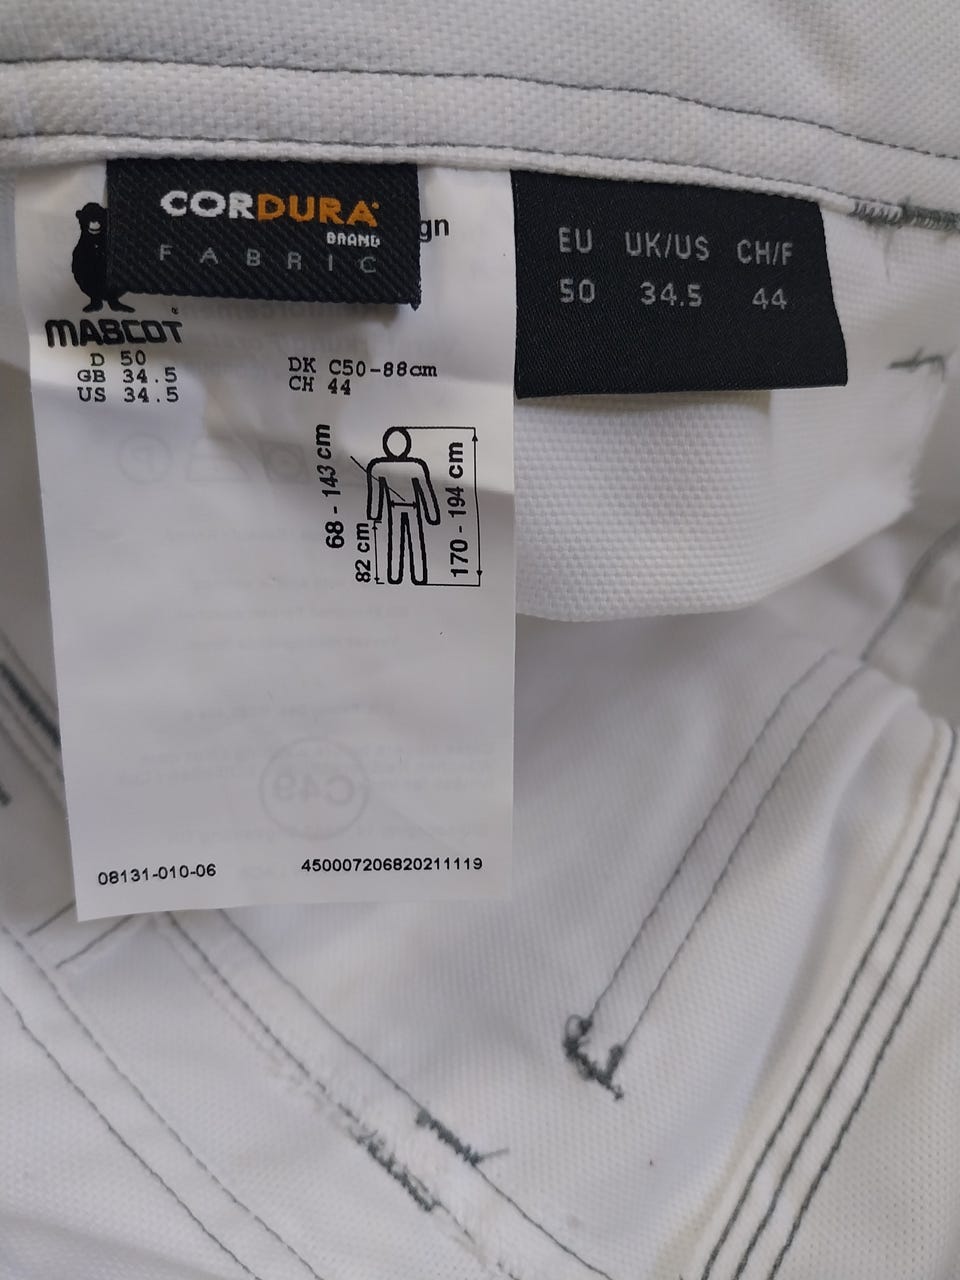 CORDURA
BRAND
FABRIC
gn
EU UK/US CH/F
50 34.5 44
MASCOT®
D 50
GB 34.5
US 34.5
DK C50-88cm
CH 44
68 - 143 cm
82 cm
170 - 194 cm
C49
08131-010-06
450007206820211119